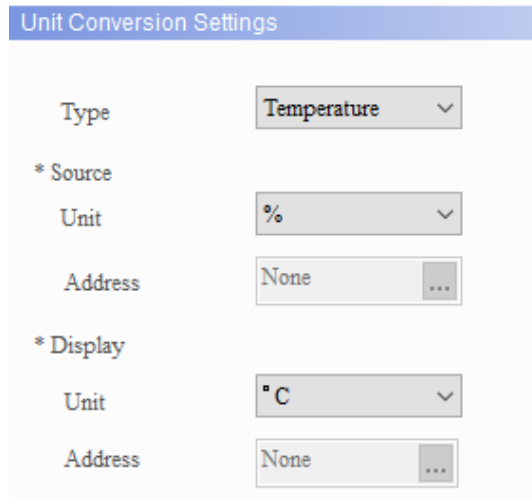 Unit Conversion Settings
Type Temperature
* Source
Unit %
Address None ...
* Display
Unit °C
Address None ...